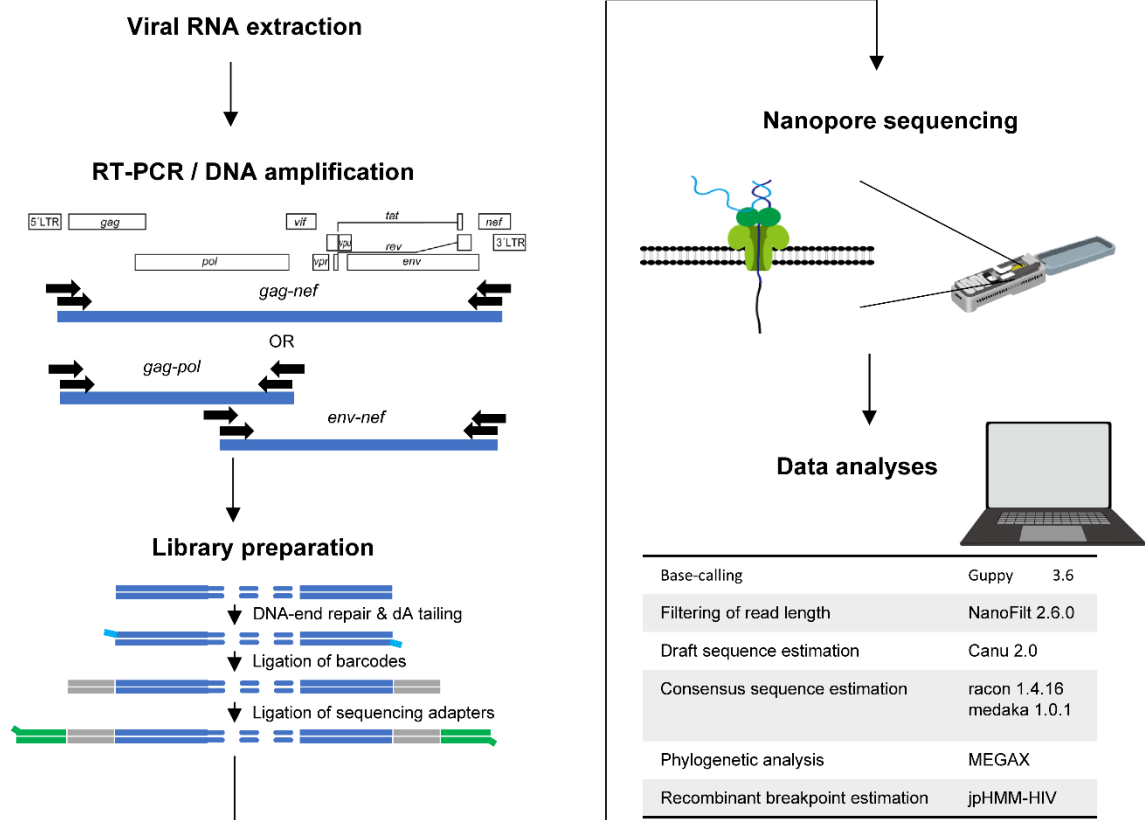 Viral RNA extraction
RT-PCR / DNA amplification
5´LTR gag vif tat nef
vpu rev 3´LTR
pol vpr env
gag-nef
OR
gag-pol
env-nef
Library preparation
DNA-end repair & dA tailing
Ligation of barcodes
Ligation of sequencing adapters
Nanopore sequencing
Data analyses
Base-calling Guppy 3.6
Filtering of read length NanoFilt 2.6.0
Draft sequence estimation Canu 2.0
Consensus sequence estimation racon 1.4.16
medaka 1.0.1
Phylogenetic analysis MEGAX
Recombinant breakpoint estimation jpHMM-HIV